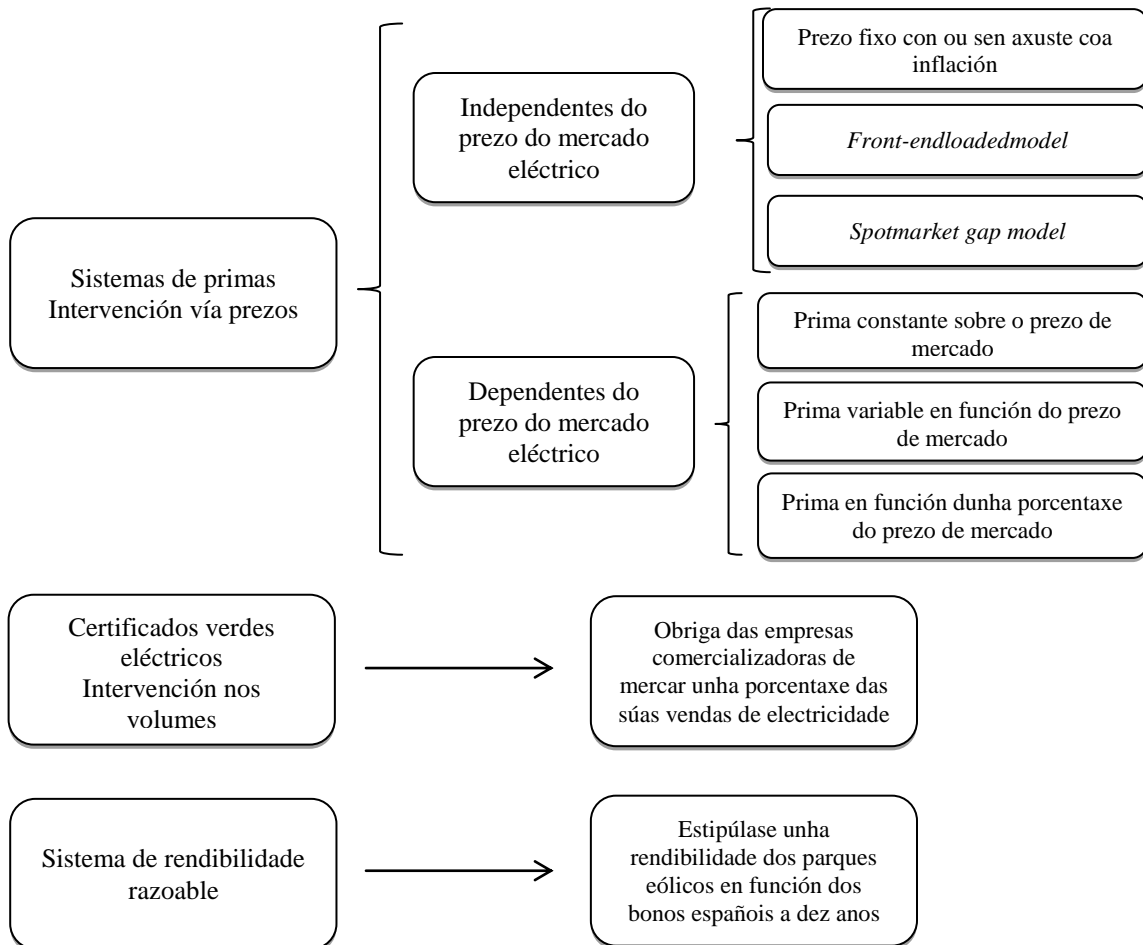 Sistemas de primas
Intervención vía prezos
Independentes do
prezo do mercado
eléctrico
Prezo fixo con ou sen axuste coa
inflación
Front-endloadedmodel
Spotmarket gap model
Dependentes do
prezo do mercado
eléctrico
Prima constante sobre o prezo de
mercado
Prima variable en función do prezo
de mercado
Prima en función dunha porcentaxe
do prezo de mercado
Certificados verdes
eléctricos
Intervención nos
volumes
Obriga das empresas
comercializadoras de
mercar unha porcentaxe das
súas vendas de electricidade
Sistema de rendibilidade
razoable
Estipúlase unha
rendibilidade dos parques
eólicos en función dos
bonos españois a dez anos